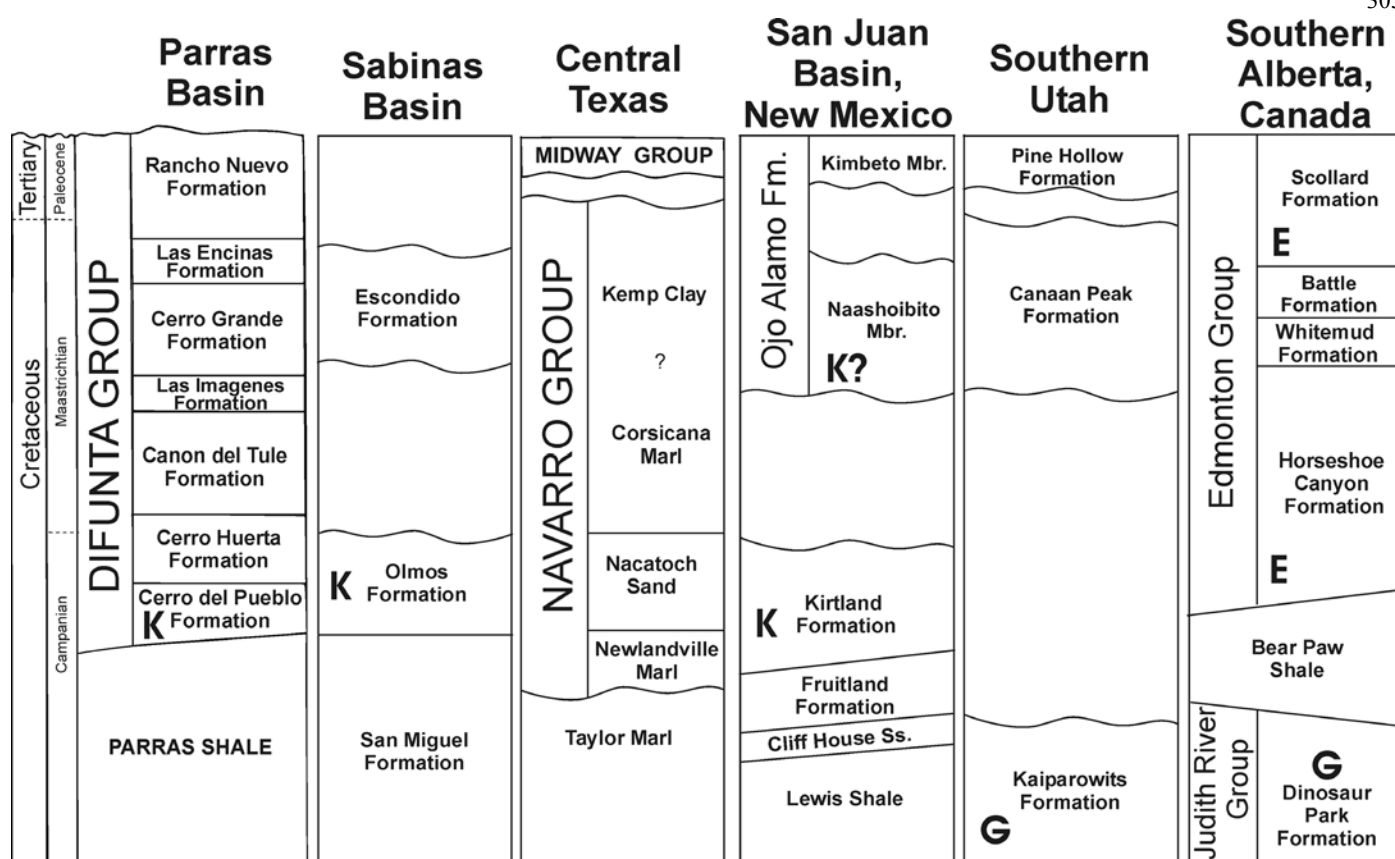 Parras
Basin
Sabinas
Basin
Central
Texas
San Juan
Basin,
New Mexico
Southern
Utah
Southern
Alberta,
Canada
Tertiary
Cretaceous
Paleocene
Maastrichtian
Campanian
DIFUNTA GROUP
Rancho Nuevo
Formation
Las Encinas
Formation
Cerro Grande
Formation
Las Imagenes
Formation
Canon del Tule
Formation
Cerro Huerta
Formation
Cerro del Pueblo
K Formation
PARRAS SHALE
Escondido
Formation
K Olmos
Formation
San Miguel
Formation
MIDWAY GROUP
NAVARRO GROUP
Kemp Clay
?
Corsicana
Marl
Nacatoch
Sand
Newlandville
Marl
Taylor Marl
Ojo Alamo Fm.
Kimbeto Mbr.
Naashoibito
Mbr.
K?
K Kirtland
Formation
Fruitland
Formation
Cliff House Ss.
Lewis Shale
Pine Hollow
Formation
Canaan Peak
Formation
Kaiparowits
Formation
G
Edmonton Group
Scollard
Formation
E
Battle
Formation
Whitemud
Formation
Horseshoe
Canyon
Formation
E
Bear Paw
Shale
Judith River
Group
G
Dinosaur
Park
Formation